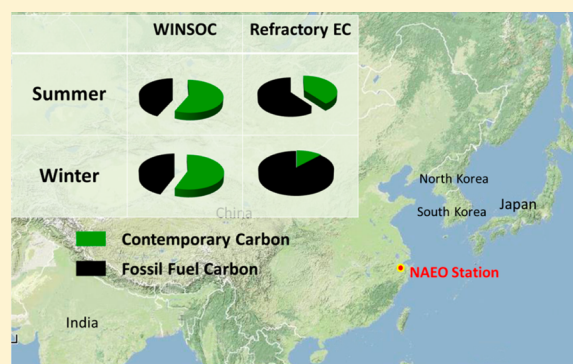 WINSOC
Refractory EC
Summer
Winter
China
Contemporary Carbon
Fossil Fuel Carbon
North Korea
South Korea
Japan
NAEO Station
India